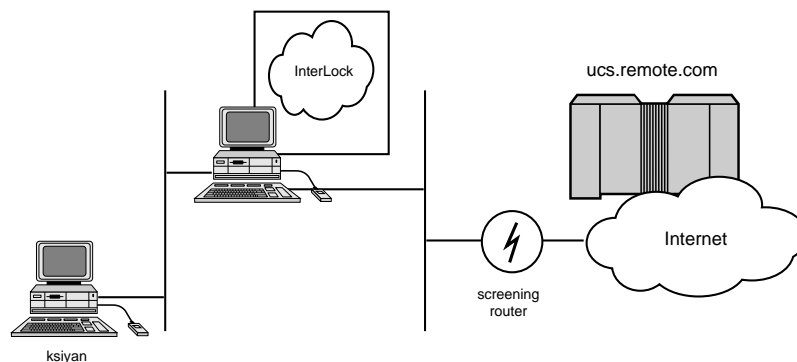 InterLock
ucs.remote.com
Internet
screening
router
ksiyan